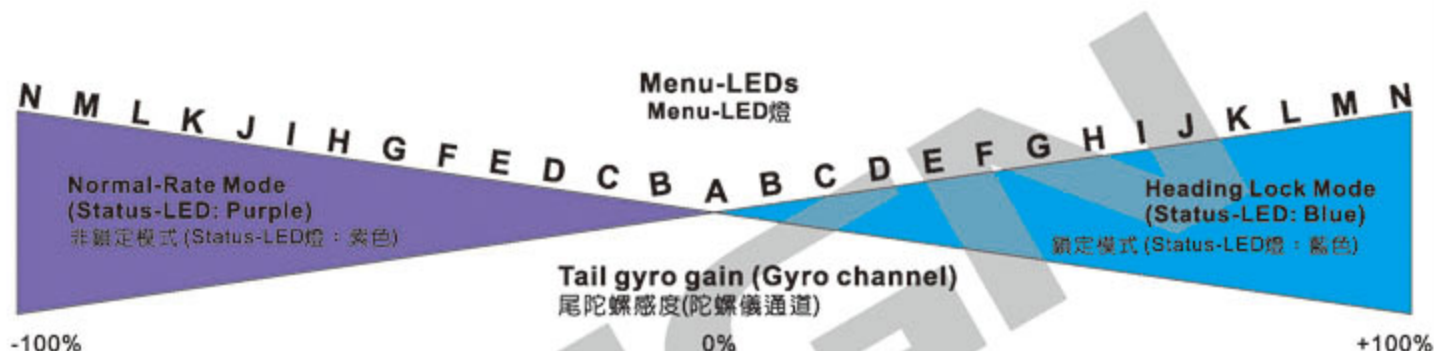 Menu-LEDs
Menu-LED燈
N M L K J I H G F E D C B A B C D E F G H I J K L M N
Normal-Rate Mode
(Status-LED: Purple)
非鎖定模式(Status-LED燈：紫色)
Heading Lock Mode
(Status-LED: Blue)
鎖定模式(Status-LED燈：藍色)
Tail gyro gain (Gyro channel)
尾陀螺感度(陀螺儀通道)
-100% 0% +100%